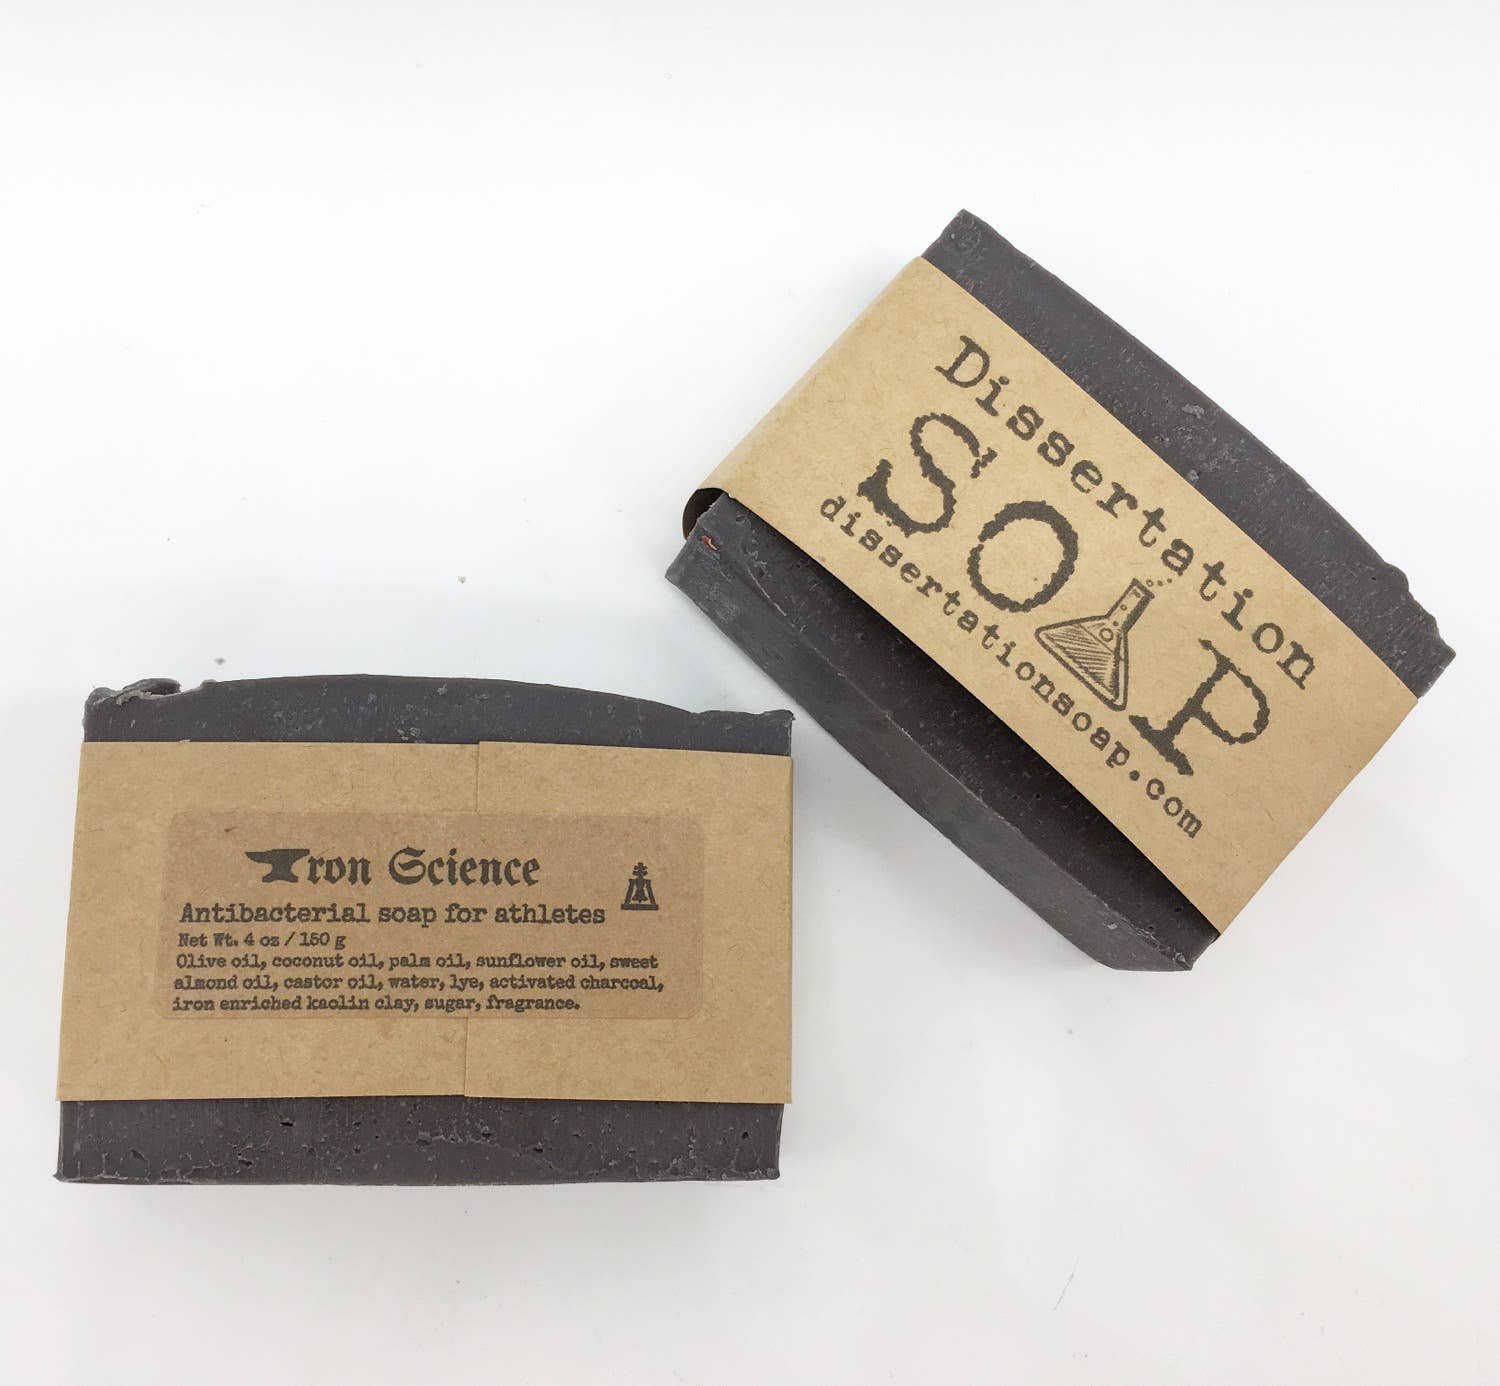 Dissertation
SOAP
dissertationsoap.com
Iron Science
Antibacterial soap for athletes
Net Wt. 4 oz / 150 g
Olive oil, coconut oil, palm oil, sunflower oil, sweet
almond oil, castor oil, water, lye, activated charcoal,
iron enriched kaolin clay, sugar, fragrance.